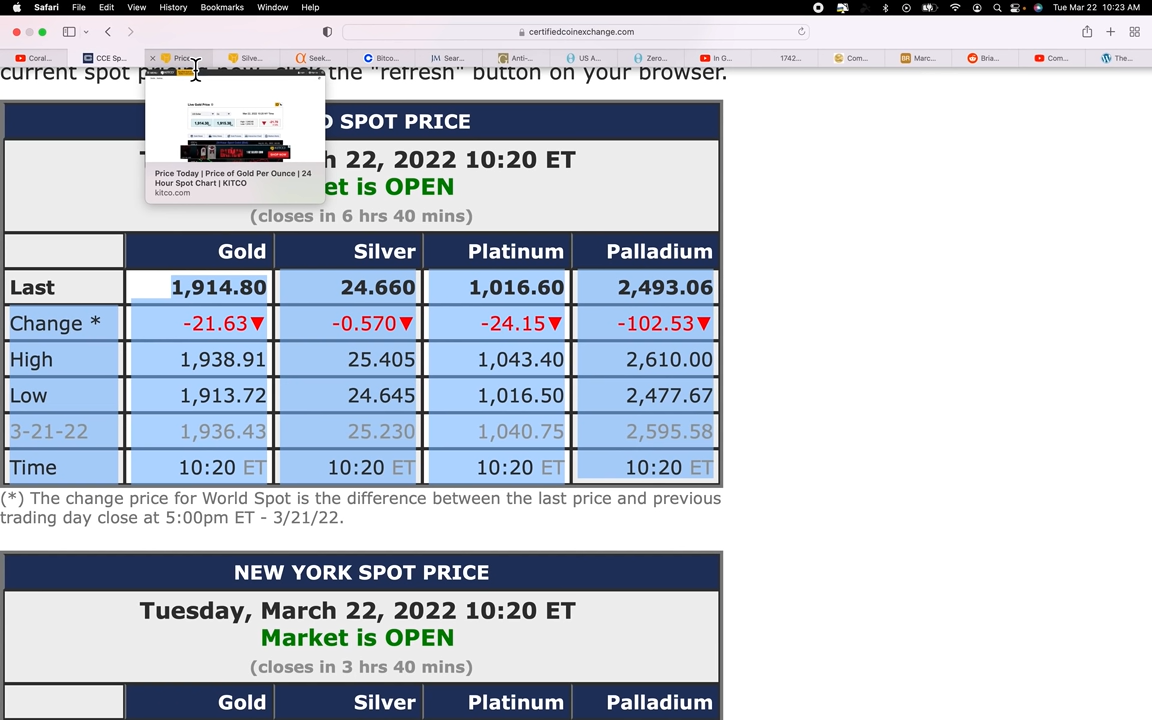 Safari File Edit View History Bookmarks Window Help Tue Mar 22 10:23 AM
certifiedcoinexchange.com
Coral... CCE Sp... Price Silve... Seek... Bitco... Sear... Anti-... US A... Zero... In G... 1742... Com... Marc... Bria... Com... The...
current spot pricing now, click the "refresh" button on your browser.
Live Gold Price
Price Today | Price of Gold Per Ounce | 24
Hour Spot Chart | KITCO
kitco.com
D SPOT PRICE
h 22, 2022 10:20 ET
et is OPEN
(closes in 6 hrs 40 mins)
Gold Silver Platinum Palladium
Last 1,914.80 24.660 1,016.60 2,493.06
Change * -21.63▼ -0.570▼ -24.15▼ -102.53▼
High 1,938.91 25.405 1,043.40 2,610.00
Low 1,913.72 24.645 1,016.50 2,477.67
3-21-22 1,936.43 25.230 1,040.75 2,595.58
Time 10:20 ET 10:20 ET 10:20 ET 10:20 ET
(*) The change price for World Spot is the difference between the last price and previous
trading day close at 5:00pm ET - 3/21/22.
NEW YORK SPOT PRICE
Tuesday, March 22, 2022 10:20 ET
Market is OPEN
(closes in 3 hrs 40 mins)
Gold Silver Platinum Palladium